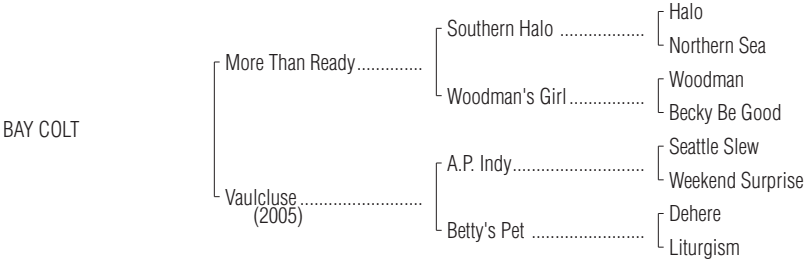 Halo
Southern Halo ..................
Northern Sea
More Than Ready..............
Woodman
Woodman's Girl ................
Becky Be Good
BAY COLT
Seattle Slew
A.P. Indy............................
Weekend Surprise
Vaulcluse ..........................
(2005)
Dehere
Betty's Pet ........................
Liturgism